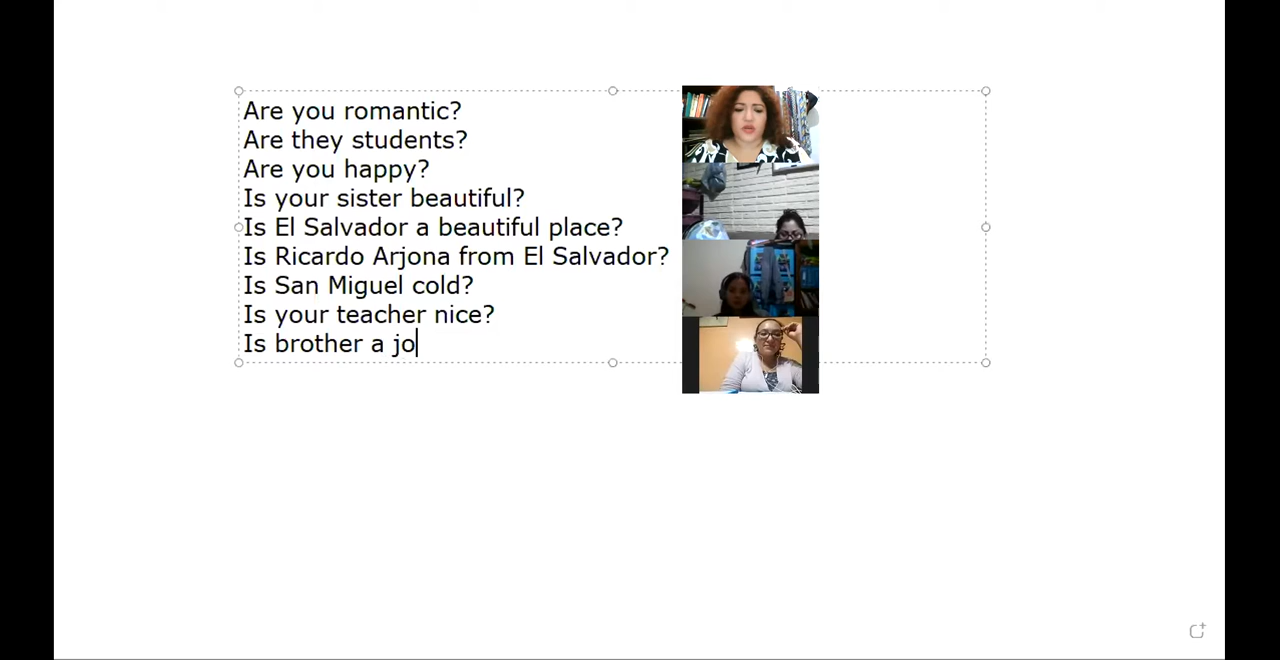 Are you romantic?
Are they students?
Are you happy?
Is your sister beautiful?
Is El Salvador a beautiful place?
Is Ricardo Arjona from El Salvador?
Is San Miguel cold?
Is your teacher nice?
Is brother a jo